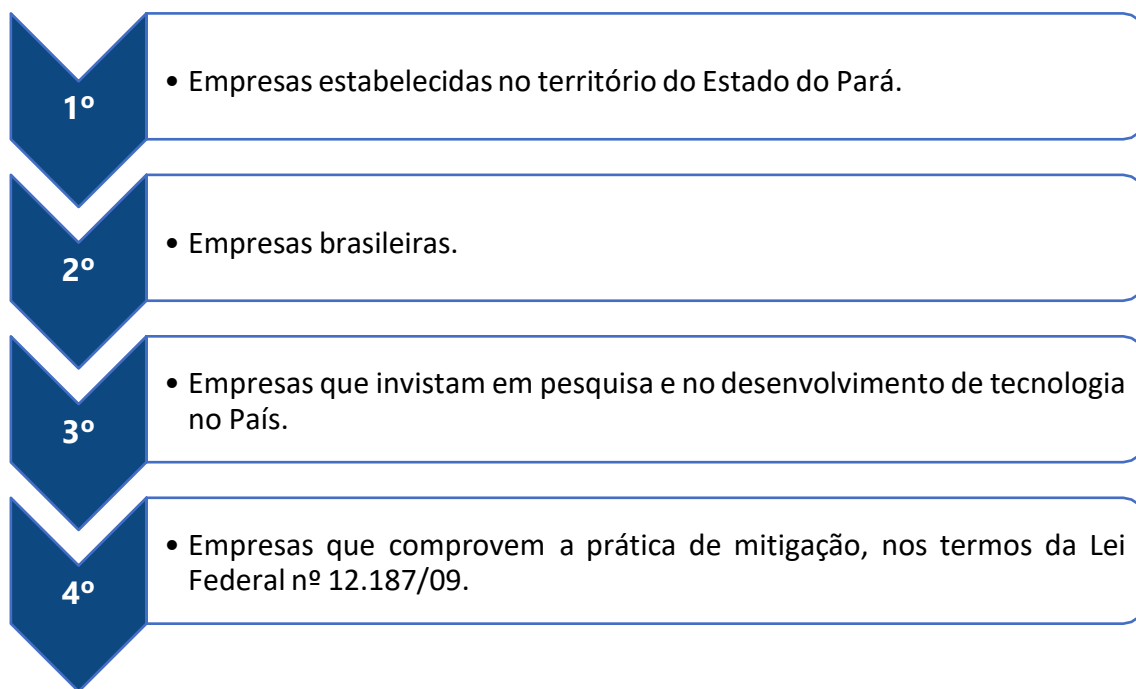 1º
• Empresas estabelecidas no território do Estado do Pará.
2º
• Empresas brasileiras.
3º
• Empresas que invistam em pesquisa e no desenvolvimento de tecnologia
no País.
4º
• Empresas que comprovem a prática de mitigação, nos termos da Lei
Federal nº 12.187/09.